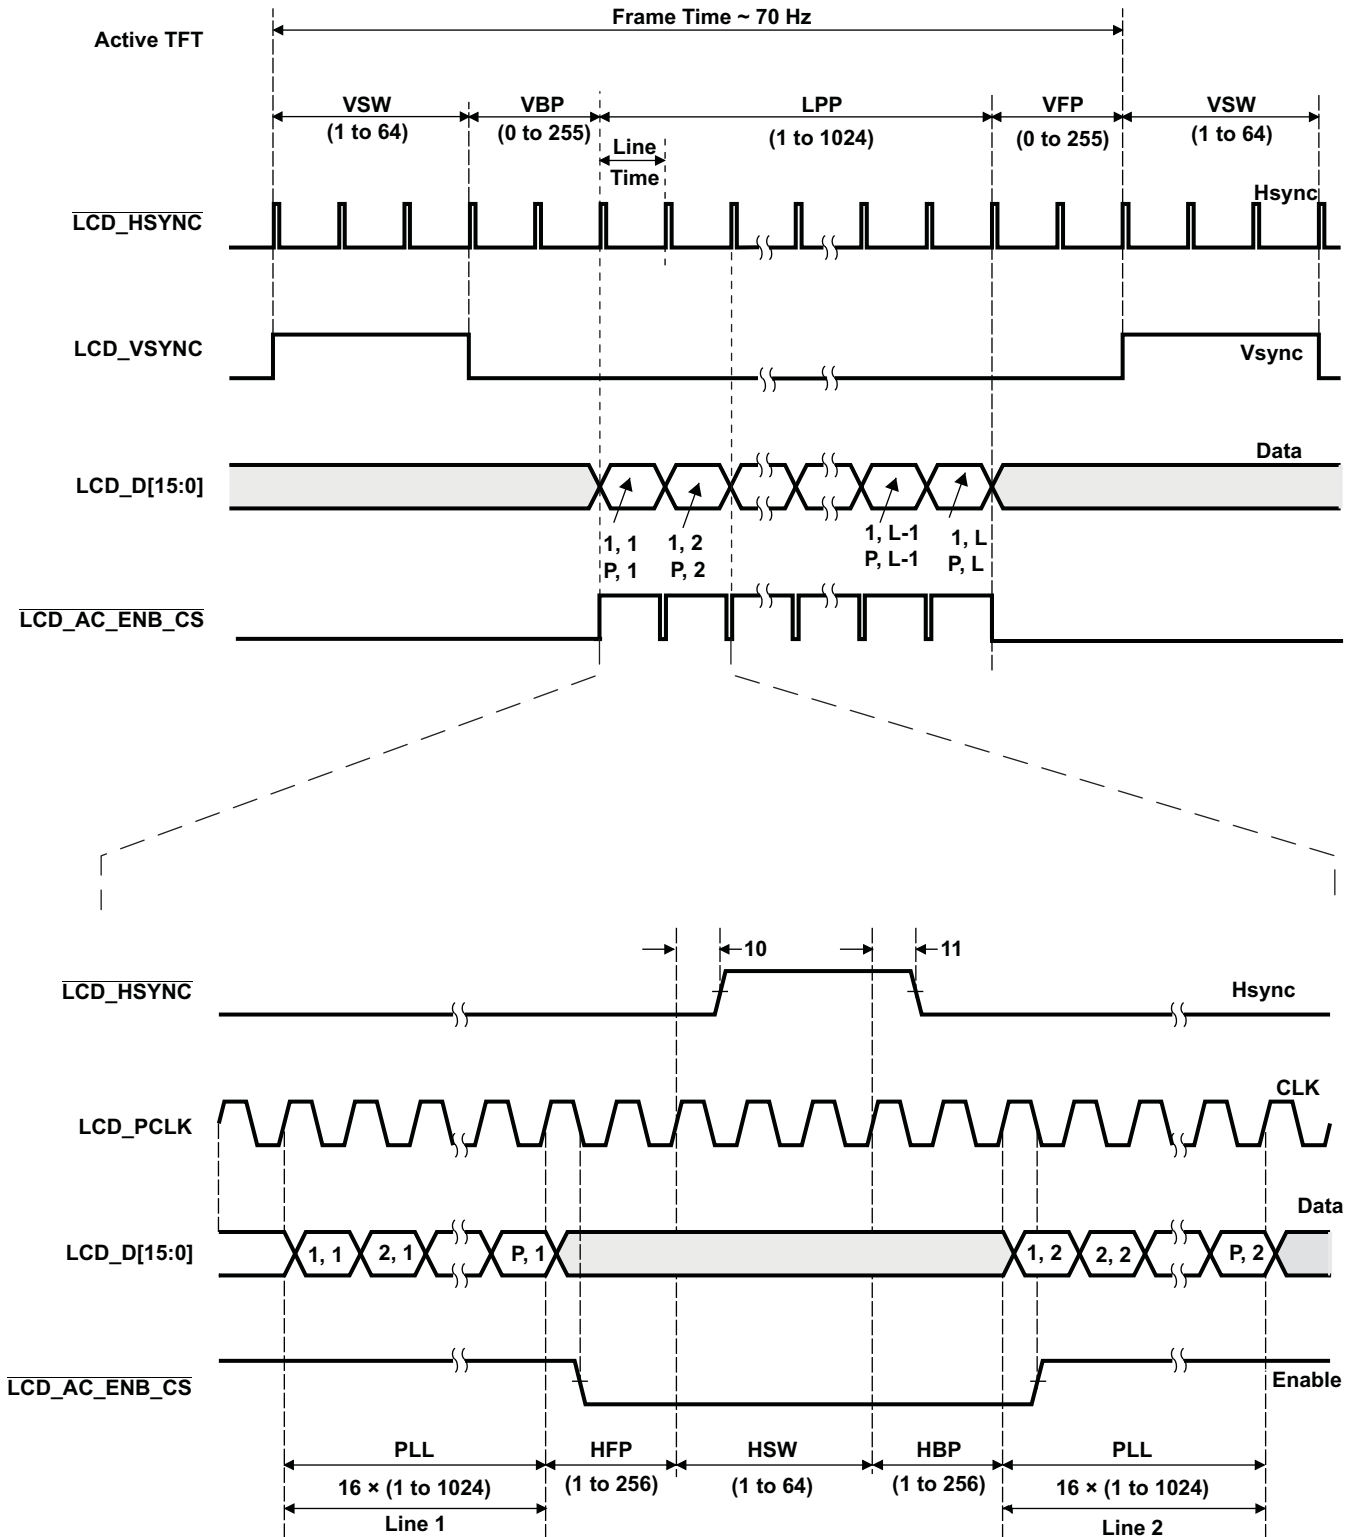 Frame Time ~ 70 Hz
Active TFT
VSW
(1 to 64)
VBP
(0 to 255)
LPP
(1 to 1024)
VFP
(0 to 255)
VSW
(1 to 64)
Line
Time
LCD_HSYNC
Hsync
LCD_VSYNC
Vsync
LCD_D[15:0]
Data
1, 1
P, 1
1, 2
P, 2
1, L-1
P, L-1
1, L
P, L
LCD_AC_ENB_CS
10
11
LCD_HSYNC
Hsync
LCD_PCLK
CLK
LCD_D[15:0]
Data
1, 1
2, 1
P, 1
1, 2
2, 2
P, 2
LCD_AC_ENB_CS
Enable
PLL
16 × (1 to 1024)
Line 1
HFP
(1 to 256)
HSW
(1 to 64)
HBP
(1 to 256)
PLL
16 × (1 to 1024)
Line 2